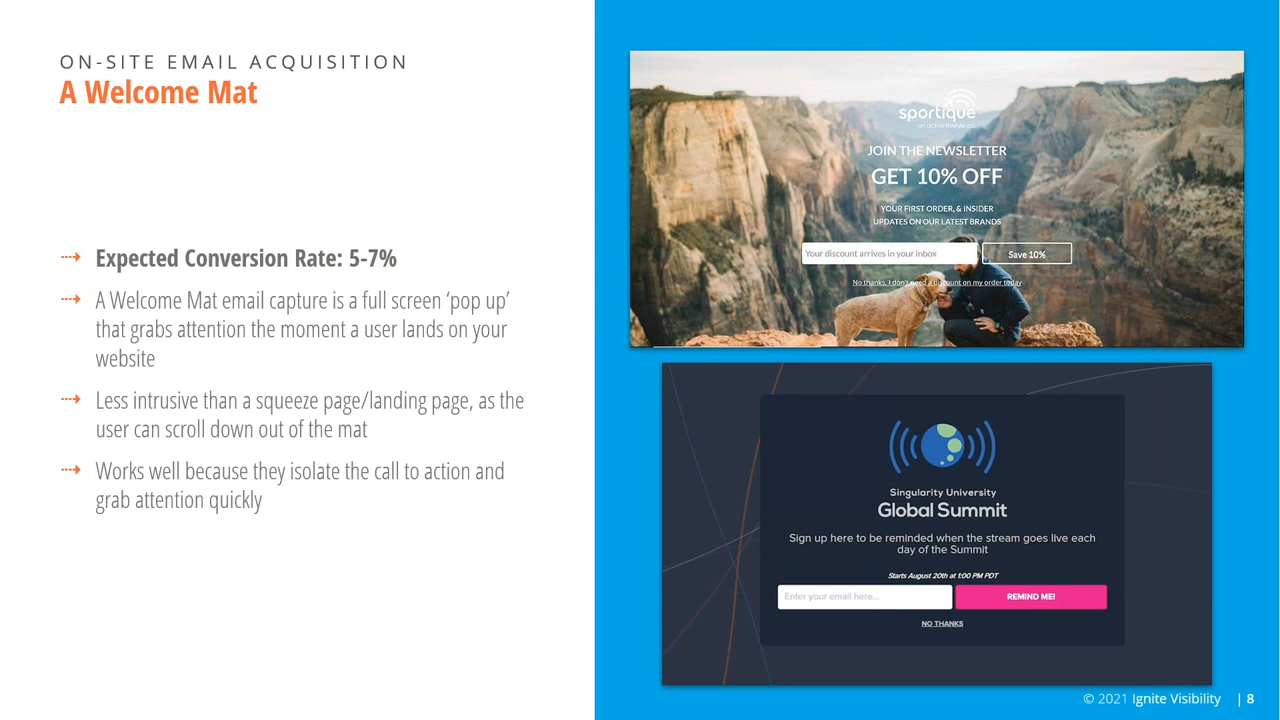 ON-SITE EMAIL ACQUISITION
A Welcome Mat
Expected Conversion Rate: 5-7%
A Welcome Mat email capture is a full screen ‘pop up’
that grabs attention the moment a user lands on your
website
Less intrusive than a squeeze page/landing page, as the
user can scroll down out of the mat
Works well because they isolate the call to action and
grab attention quickly
sportique
an active lifestyle co.
JOIN THE NEWSLETTER
GET 10% OFF
YOUR FIRST ORDER, & INSIDER
UPDATES ON OUR LATEST BRANDS
Your discount arrives in your inbox
Save 10%
No thanks, I don't need a discount on my order today
Singularity University
Global Summit
Sign up here to be reminded when the stream goes live each
day of the Summit
Starts August 20th at 1:00 PM PDT
Enter your email here...
REMIND ME!
NO THANKS
© 2021 Ignite Visibility | 8